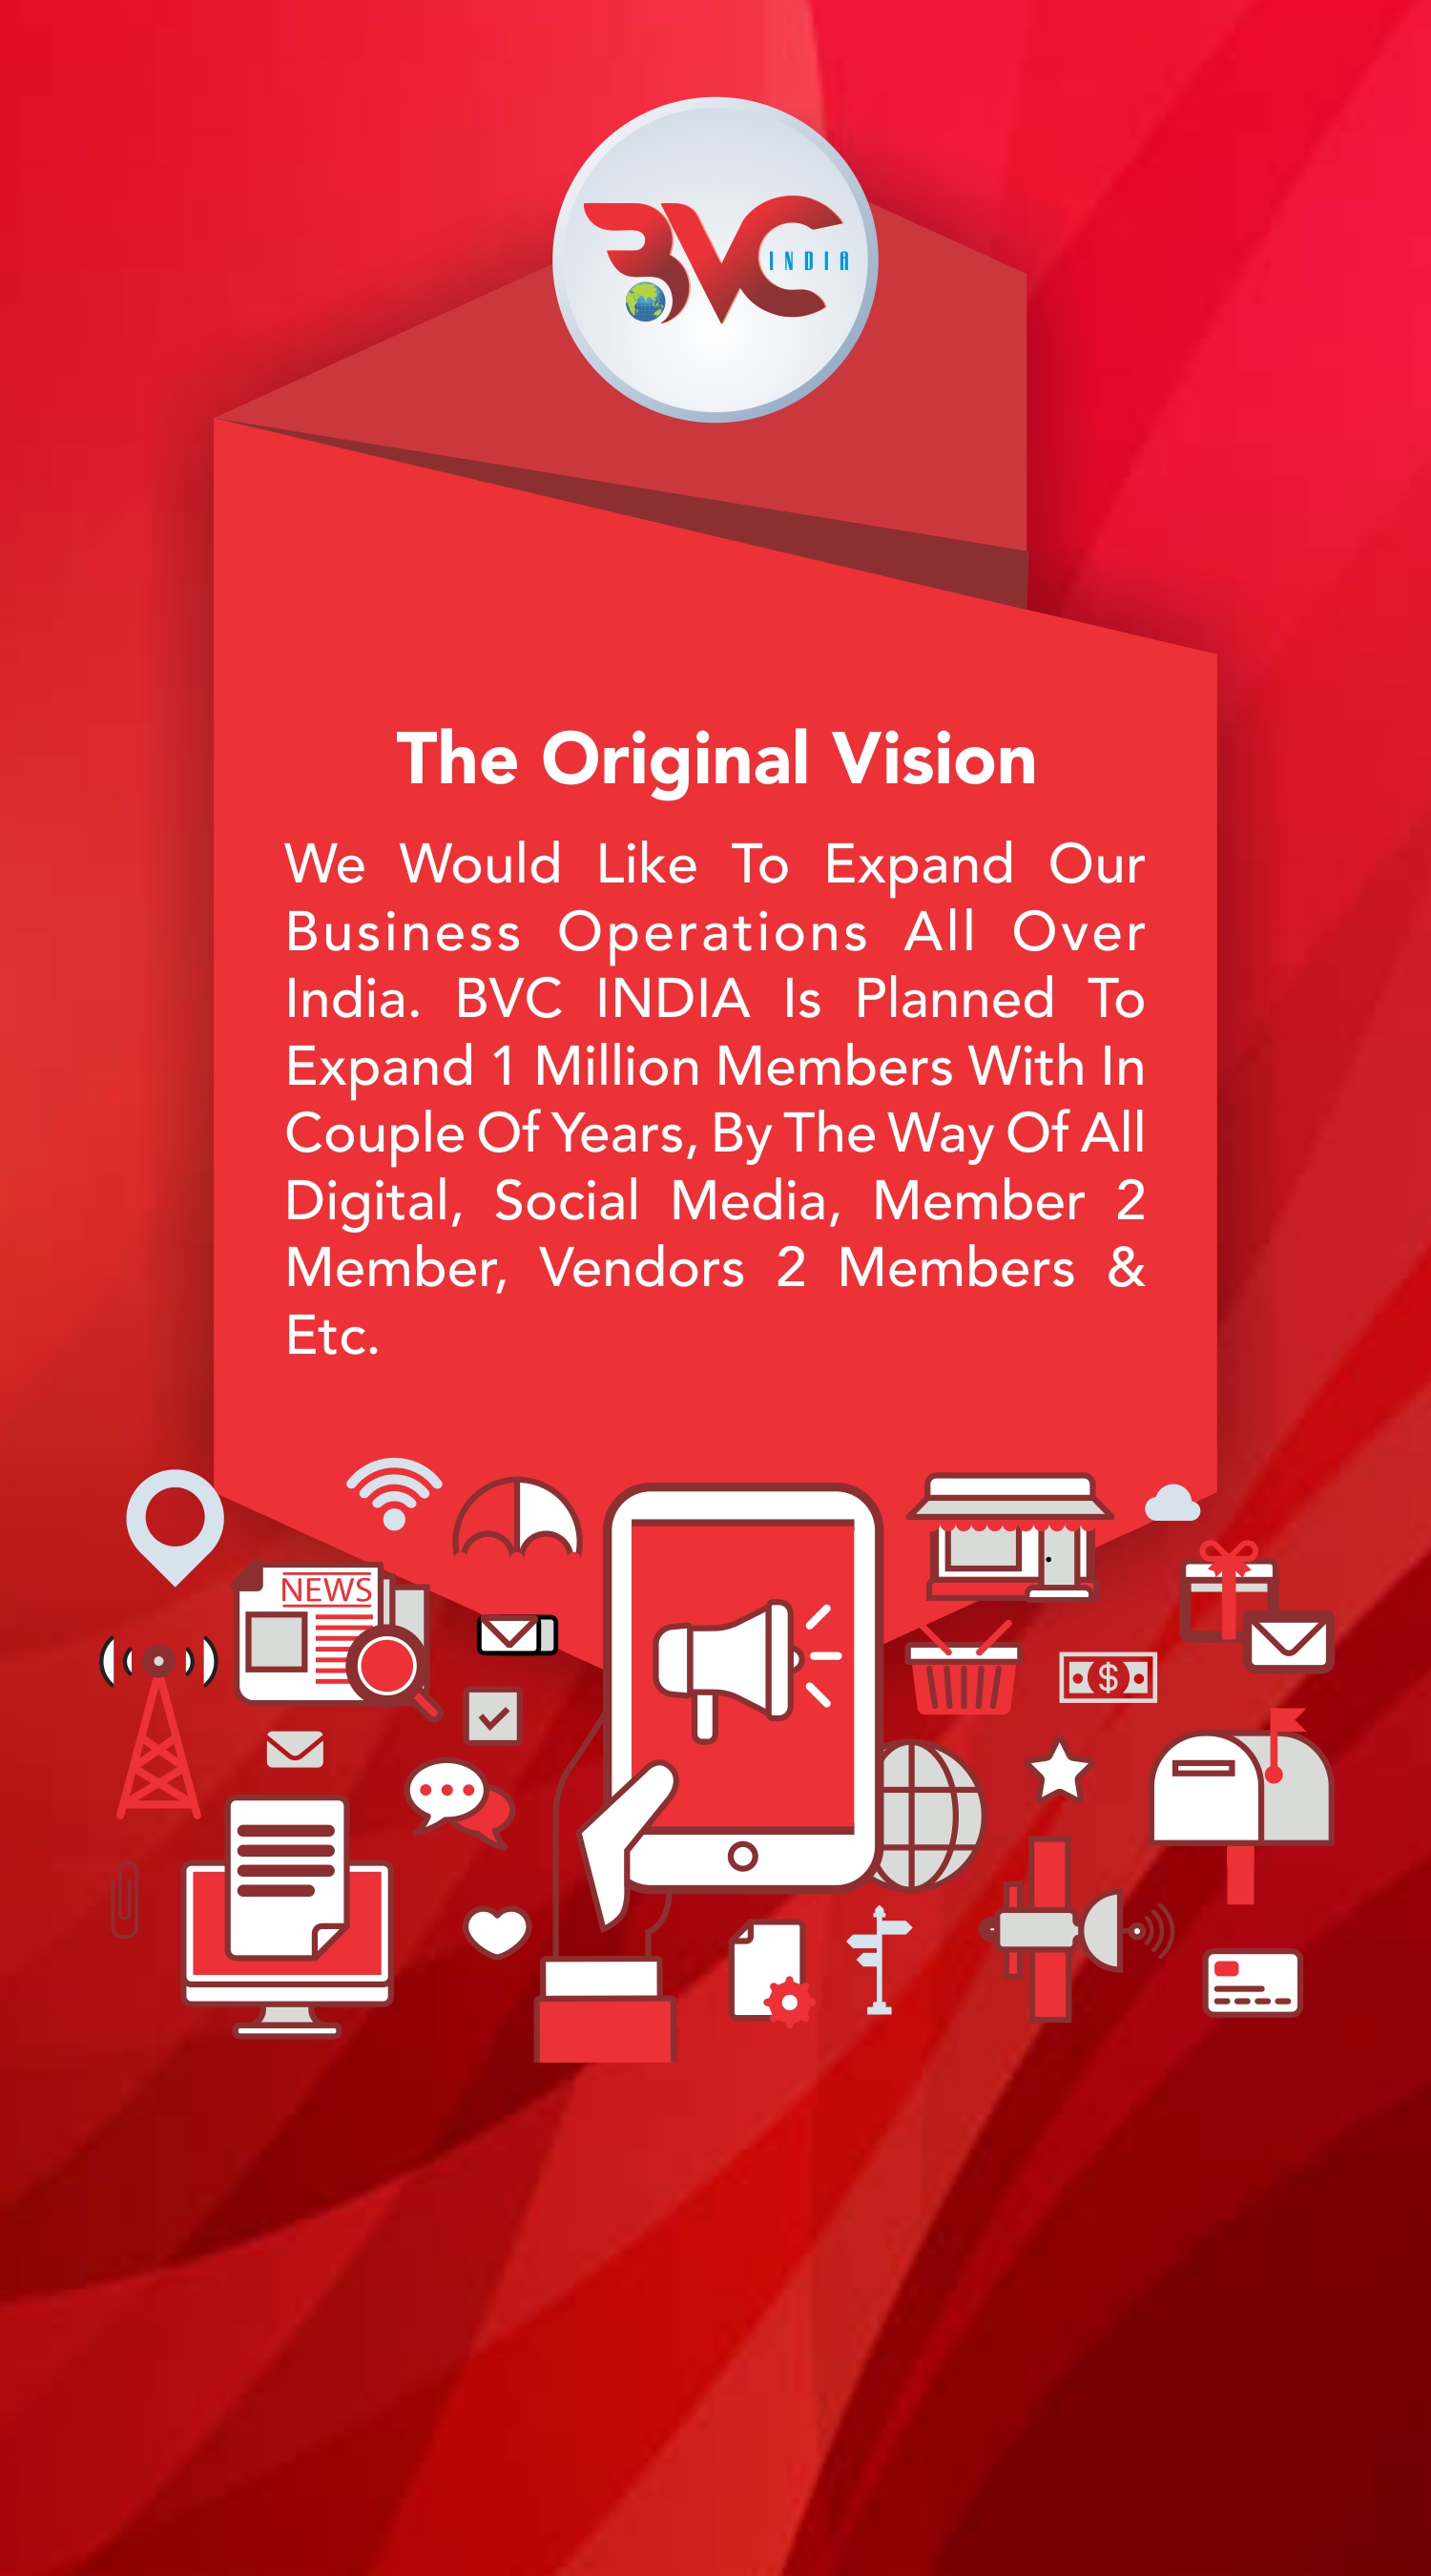 BVC
INDIA
The Original Vision
We Would Like To Expand Our
Business Operations All Over
India. BVC INDIA Is Planned To
Expand 1 Million Members With In
Couple Of Years, By The Way Of All
Digital, Social Media, Member 2
Member, Vendors 2 Members &
Etc.
NEWS
$